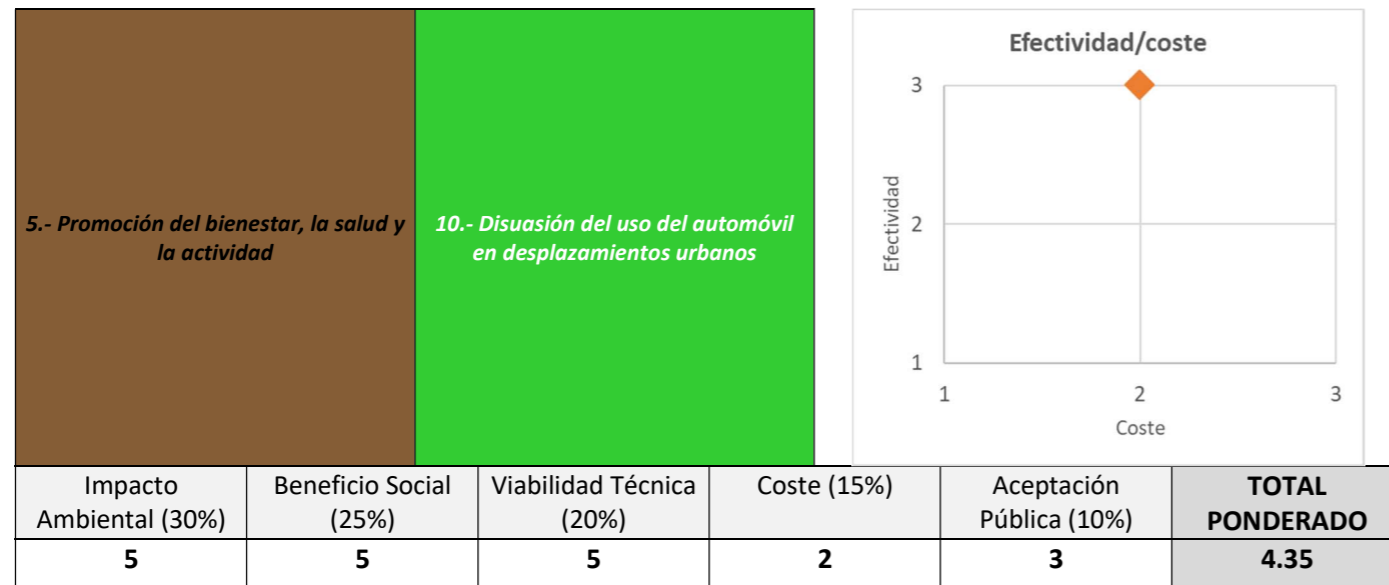 5.- Promoción del bienestar, la salud y
la actividad
10.- Disuasión del uso del automóvil
en desplazamientos urbanos
Efectividad/coste
Efectividad
3
2
1
1 2 3
Coste
Impacto
Ambiental (30%)
Beneficio Social
(25%)
Viabilidad Técnica
(20%)
Coste (15%)
Aceptación
Pública (10%)
TOTAL
PONDERADO
5 5 5 2 3 4.35